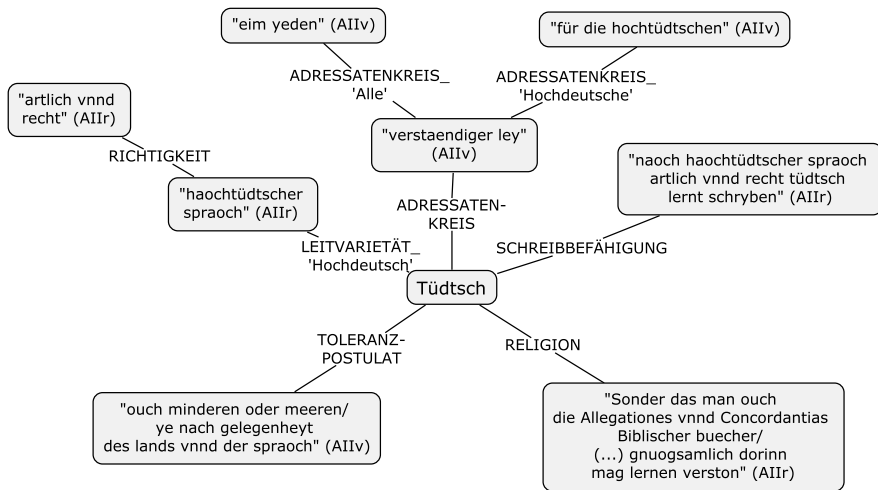 "eim yeden" (AIIv)
"für die hochtüdtschen" (AIIv)
ADRESSATENKREIS_
'Alle'
ADRESSATENKREIS_
'Hochdeutsche'
"artlich vnnd
recht" (AIIr)
"verstaendiger ley"
(AIIv)
RICHTIGKEIT
"naoch haochtüdtscher spraoch
artlich vnnd recht tüdtsch
lernt schryben" (AIIr)
"haochtüdtscher
spraoch" (AIIr)
ADRESSATEN-
KREIS
LEITVARIETÄT_
'Hochdeutsch'
SCHREIBBEFÄHIGUNG
Tüdtsch
TOLERANZ-
POSTULAT
RELIGION
"ouch minderen oder meeren/
ye nach gelegenheyt
des lands vnnd der spraoch" (AIIv)
"Sonder das man ouch
die Allegationes vnnd Concordantias
Biblischer buecher/
(...) gnuogsamlich dorinn
mag lernen verston" (AIIr)